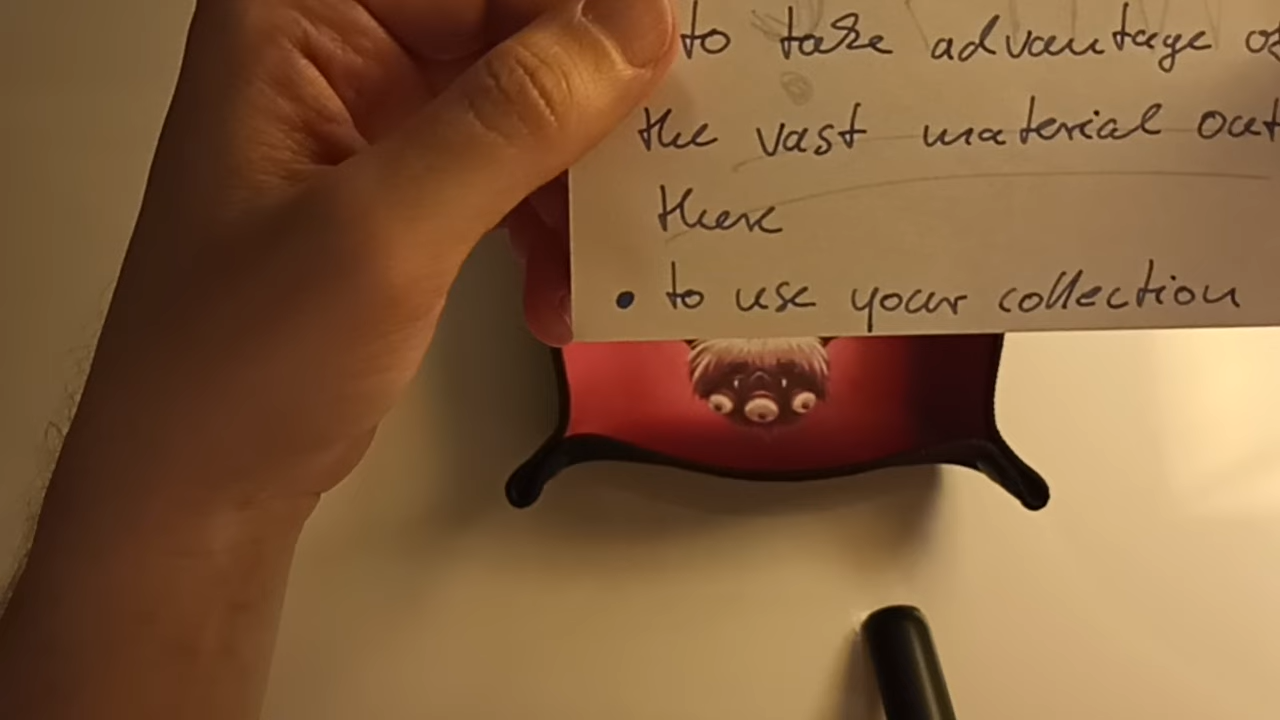 to take advantage of
the vast material out
there
• to use your collection